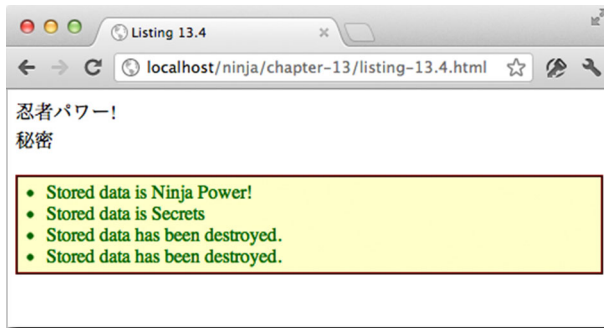 Listing 13.4
localhost/ninja/chapter-13/listing-13.4.html
忍者パワー!
秘密
Stored data is Ninja Power!
Stored data is Secrets
Stored data has been destroyed.
Stored data has been destroyed.